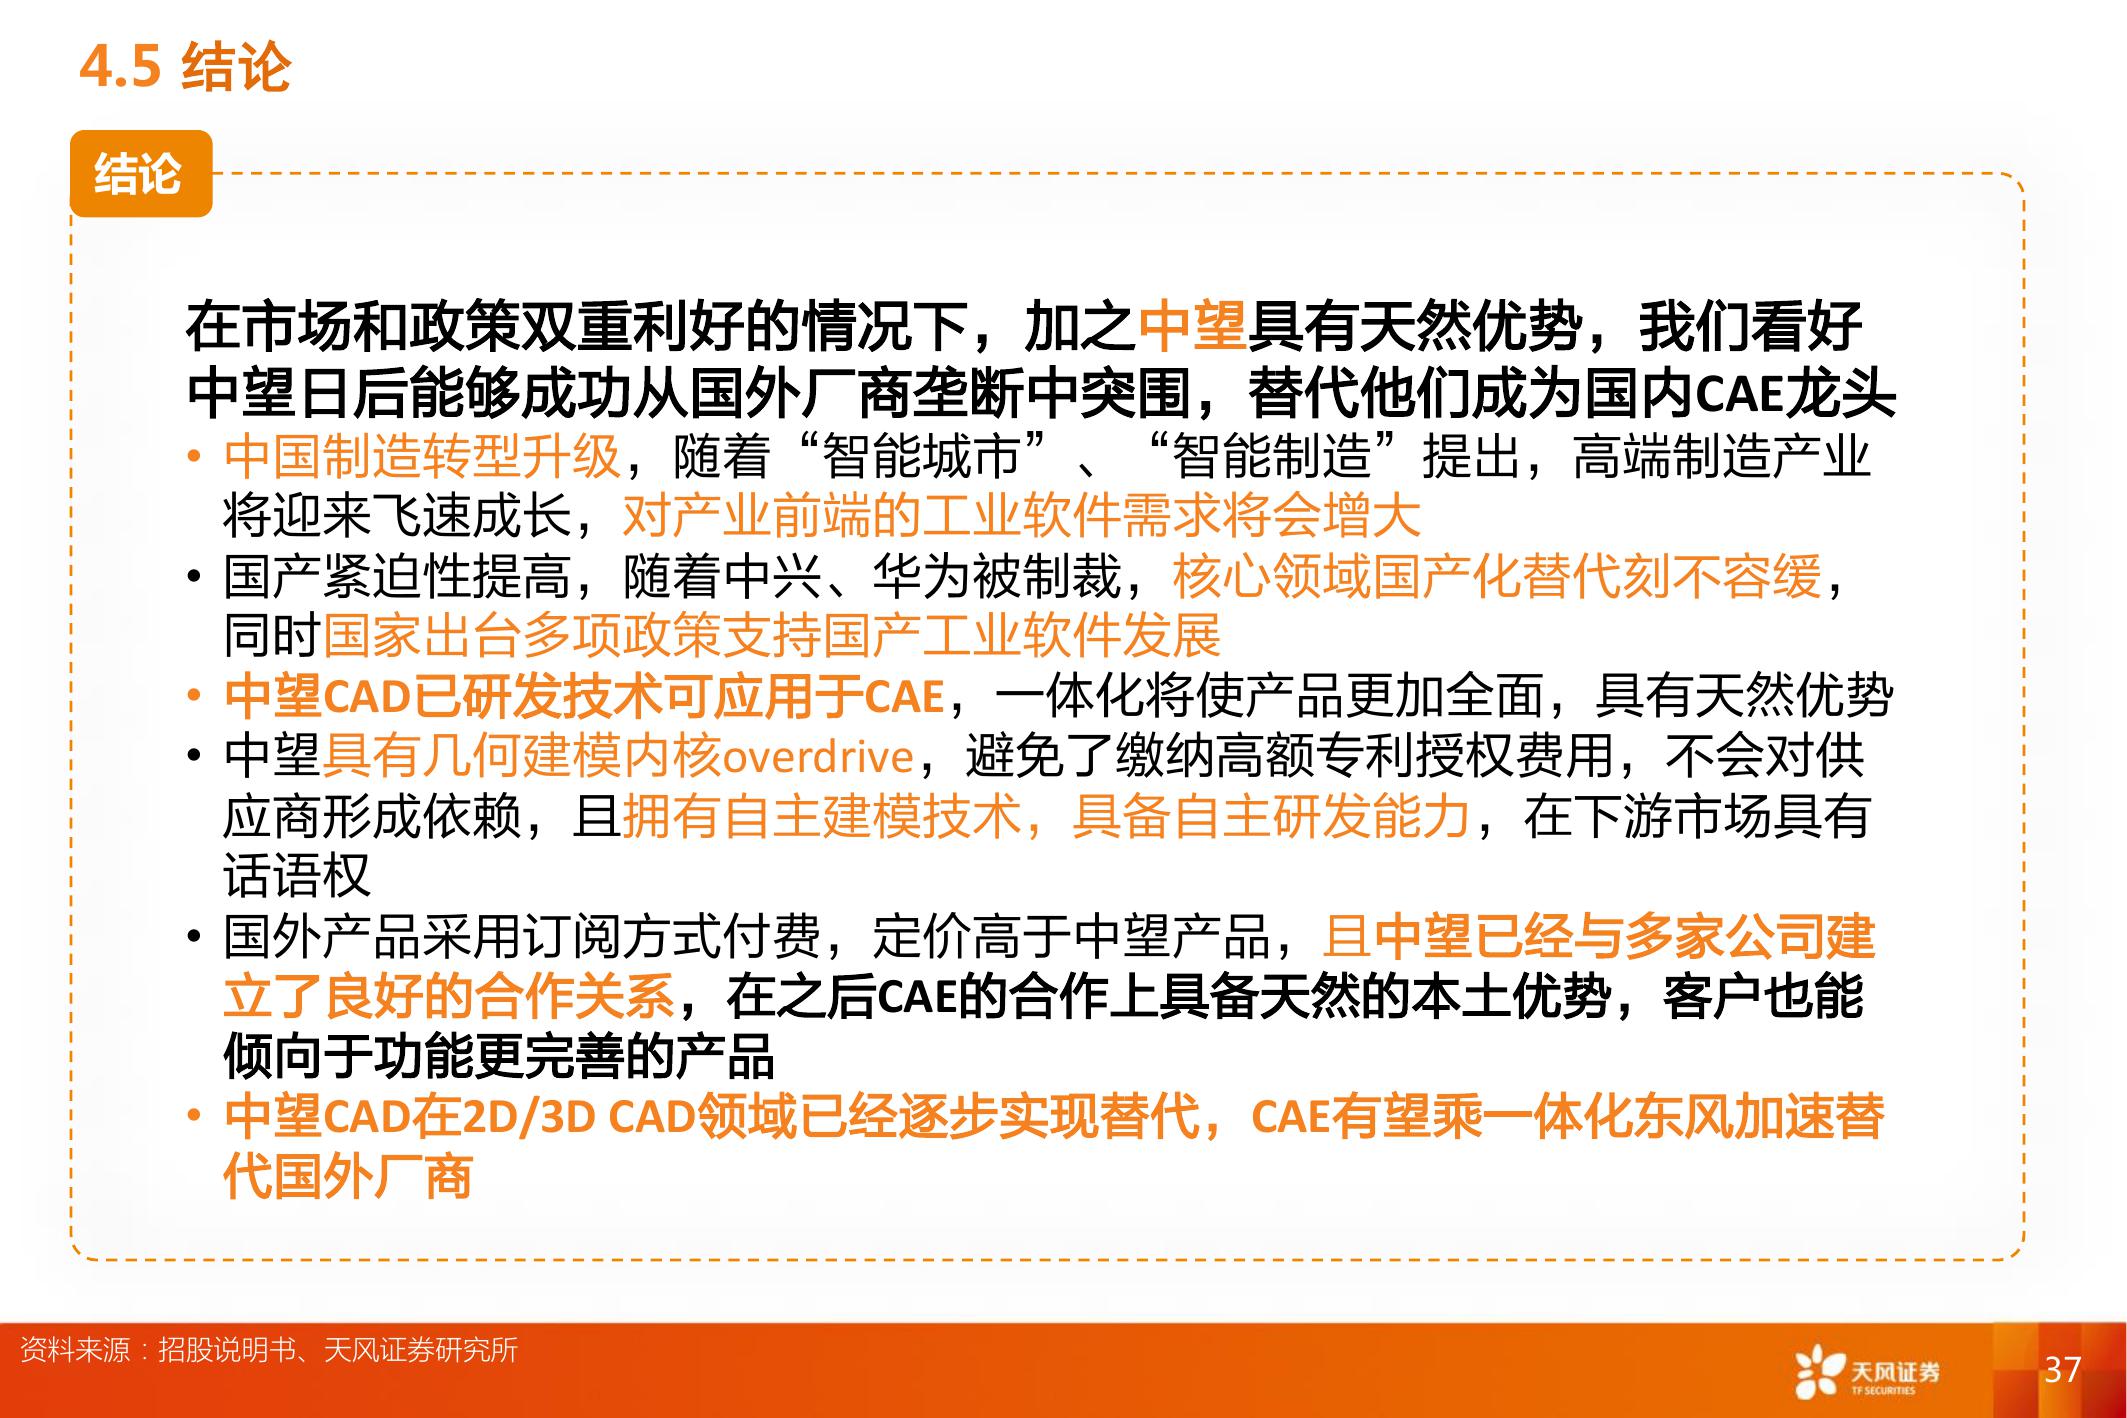 4.5 结论
结论
在市场和政策双重利好的情况下，加之中望具有天然优势，我们看好
中望日后能够成功从国外厂商垄断中突围，替代他们成为国内CAE龙头
• 中国制造转型升级，随着“智能城市”、“智能制造”提出，高端制造产业
将迎来飞速成长，对产业前端的工业软件需求将会增大
• 国产紧迫性提高，随着中兴、华为被制裁，核心领域国产化替代刻不容缓，
同时国家出台多项政策支持国产工业软件发展
• 中望CAD已研发技术可应用于CAE，一体化将使产品更加全面，具有天然优势
• 中望具有几何建模内核overdrive，避免了缴纳高额专利授权费用，不会对供
应商形成依赖，且拥有自主建模技术，具备自主研发能力，在下游市场具有
话语权
• 国外产品采用订阅方式付费，定价高于中望产品，且中望已经与多家公司建
立了良好的合作关系，在之后CAE的合作上具备天然的本土优势，客户也能
倾向于功能更完善的产品
• 中望CAD在2D/3D CAD领域已经逐步实现替代，CAE有望乘一体化东风加速替
代国外厂商
资料来源：招股说明书、天风证券研究所
天风证券
TF SECURITIES
37